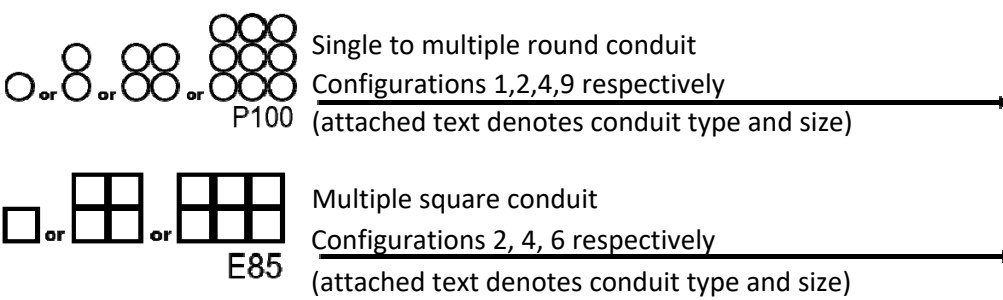 Single to multiple round conduit
or or or
Configurations 1,2,4,9 respectively
P100
(attached text denotes conduit type and size)
Multiple square conduit
or or
Configurations 2, 4, 6 respectively
E85
(attached text denotes conduit type and size)